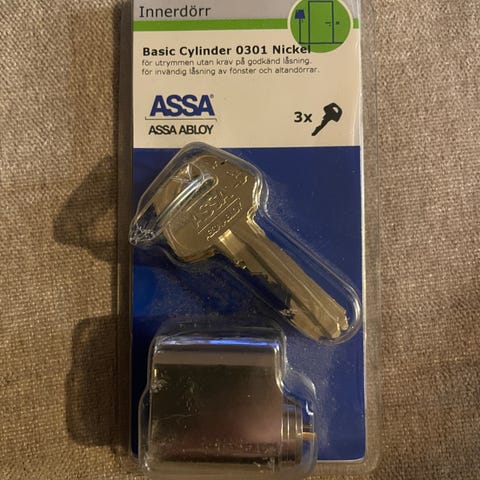 Innerdörr
Basic Cylinder 0301 Nickel
för utrymmen utan krav på godkänd låsning.
för invändig låsning av fönster och altandörrar.
ASSA®
ASSA ABLOY
3x
ASSA